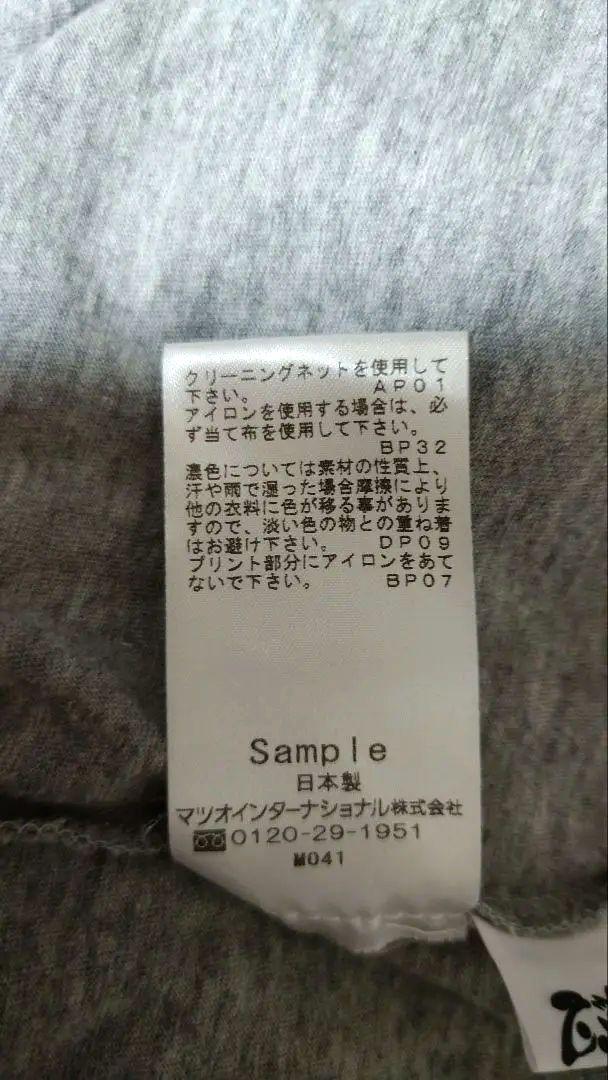 クリーニングネットを使用して
下さい。 AP01
アイロンを使用する場合は、必
ず当て布を使用して下さい。
BP32
濃色については素材の性質上、
汗や雨で湿った場合摩擦により
他の衣料に色が移る事がありま
すので、淡い色の物との重ね着
はお避け下さい。 DP09
プリント部分にアイロンをあて
ないで下さい。 BP07
Sample
日本製
マツオインターナショナル株式会社
0120-29-1951
M041